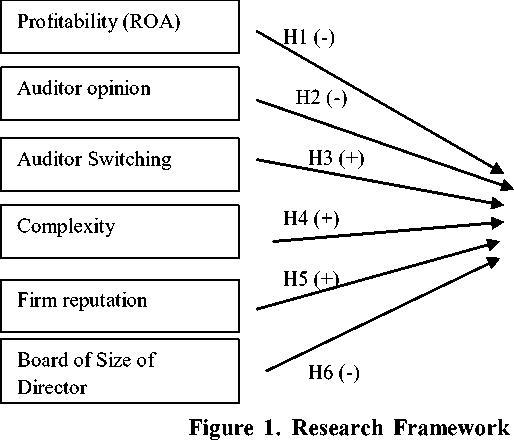 Profitability (ROA)
H1 (-)
Auditor opinion
H2 (-)
Auditor Switching
H3 (+)
Complexity
H4 (+)
Firm reputation
H5 (+)
Board of Size of
Director
H6 (-)
Figure 1. Research Framework